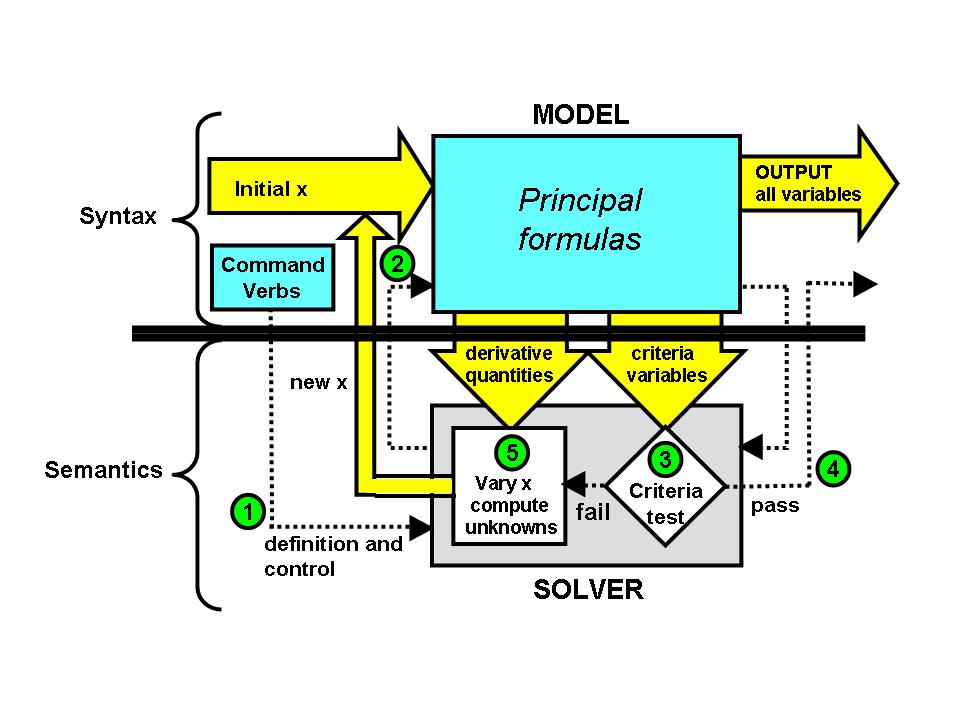 MODEL
Initial x
Principal
formulas
OUTPUT
all variables
Syntax
Command
Verbs
2
derivative
quantities
criteria
variables
new x
Semantics
5
Vary x
compute
unknowns
3
Criteria
test
fail
pass
4
1
definition and
control
SOLVER